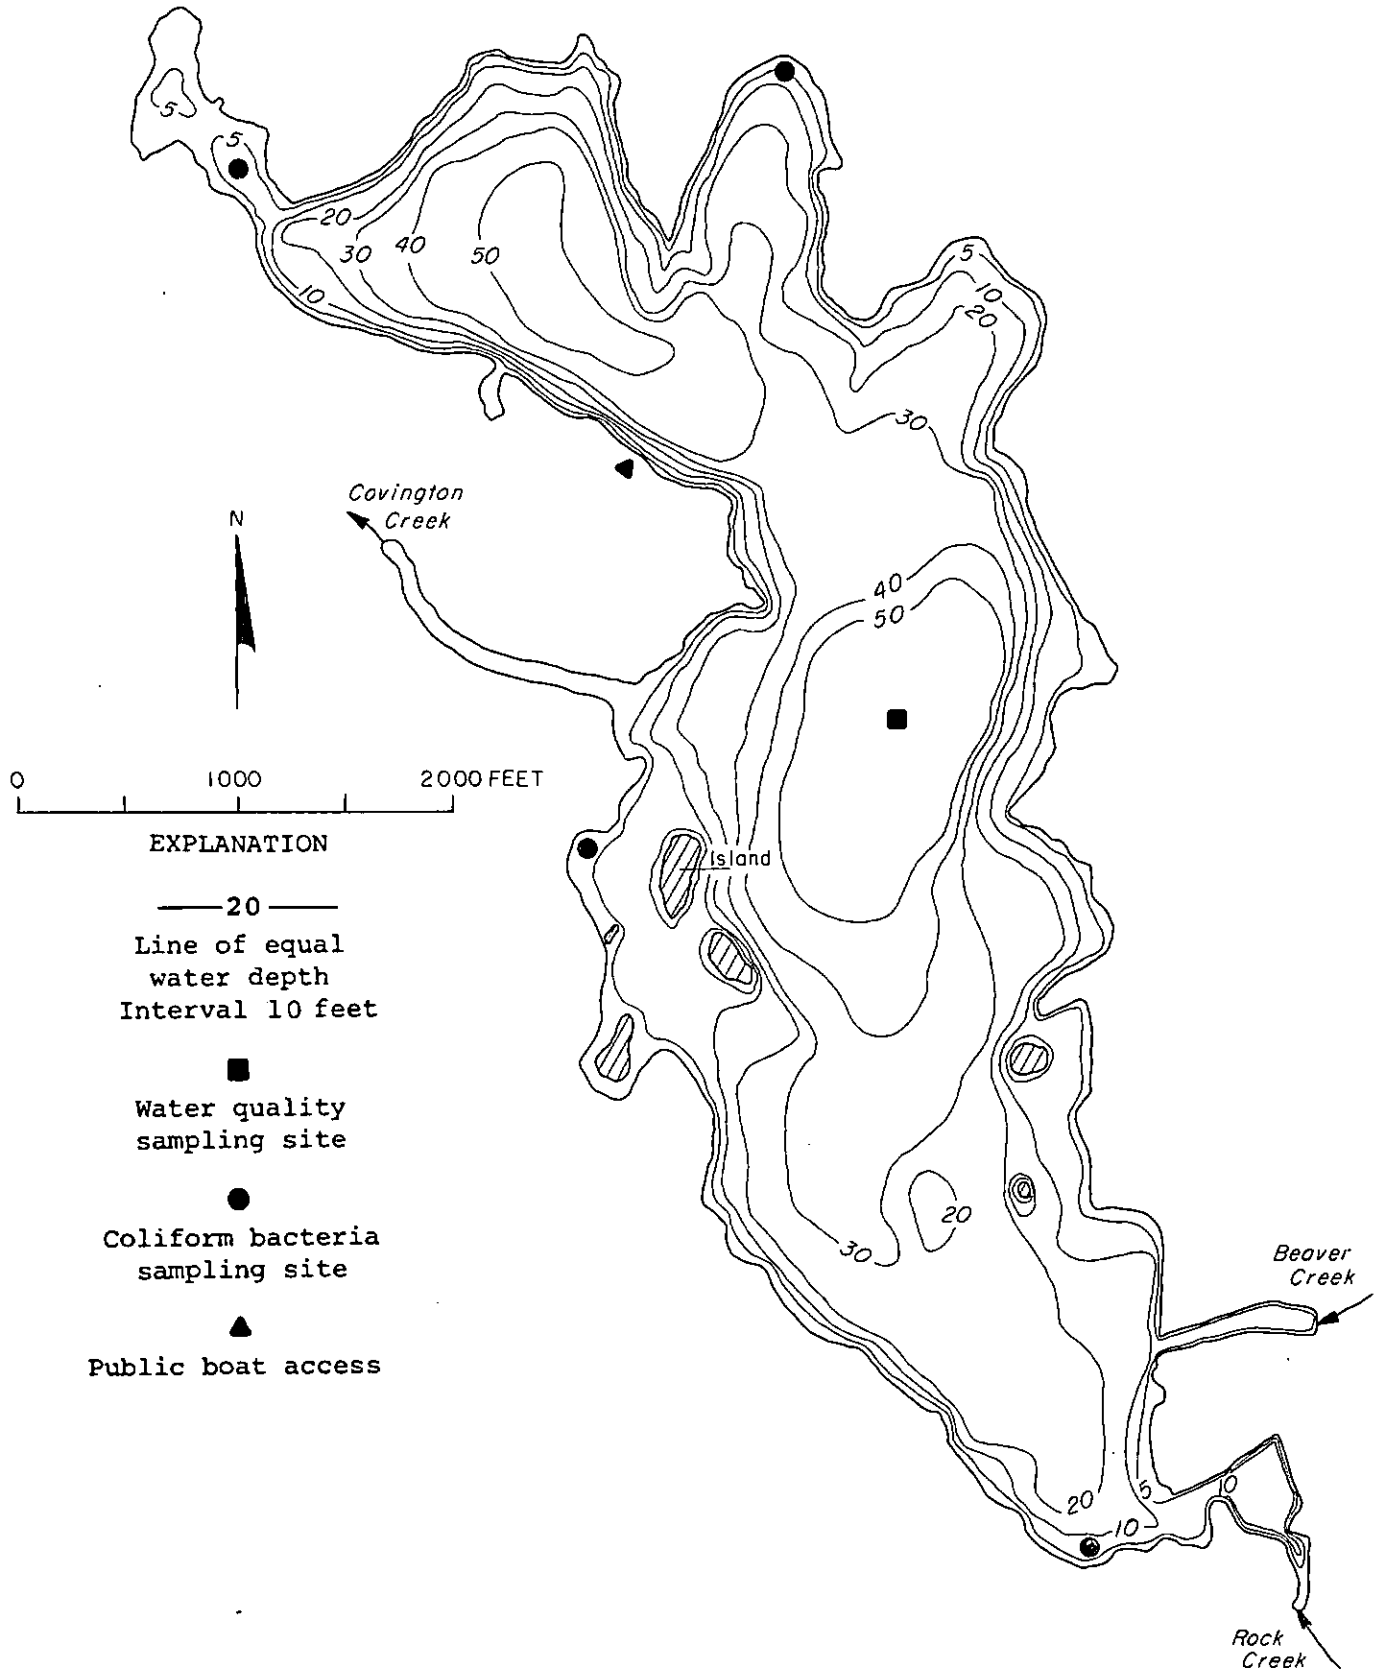 5
5
20
30
40
50
10
5
10
20
30
Covington
Creek
N
40
50
0 1000 2000 FEET
EXPLANATION
Island
20
Line of equal
water depth
Interval 10 feet
Water quality
sampling site
Coliform bacteria
sampling site
Public boat access
20
30
Beaver
Creek
20
5
10
10
Rock
Creek